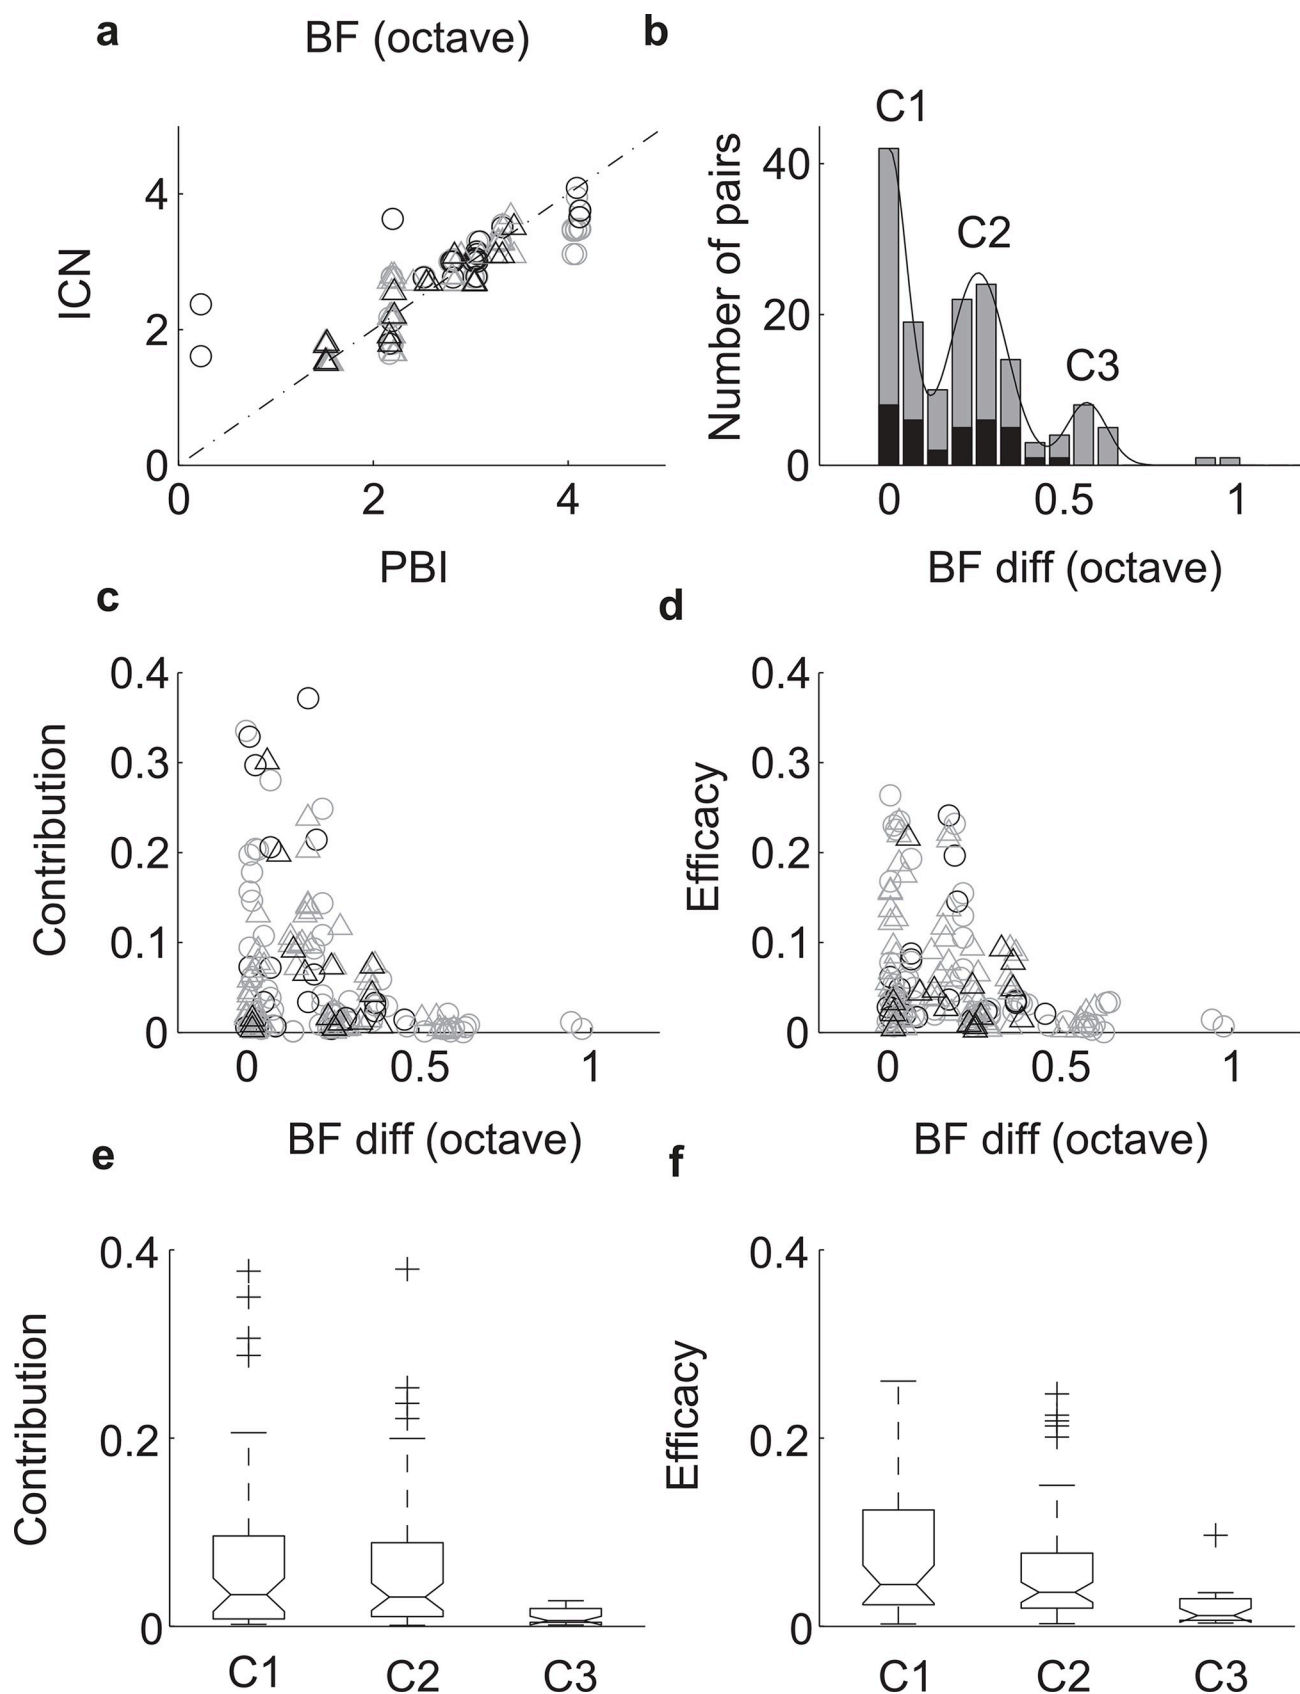 a BF (octave) b
C1
C2
C3
ICN
4
2
0
0 2 4
PBI
Number of pairs
40
20
0
0 0.5 1
BF diff (octave)
c
Contribution
0.4
0.3
0.2
0.1
0
0 0.5 1
BF diff (octave)
d
Efficacy
0.4
0.3
0.2
0.1
0
0 0.5 1
BF diff (octave)
e
Contribution
0.4
0.2
0
C1 C2 C3
f
Efficacy
0.4
0.2
0
C1 C2 C3